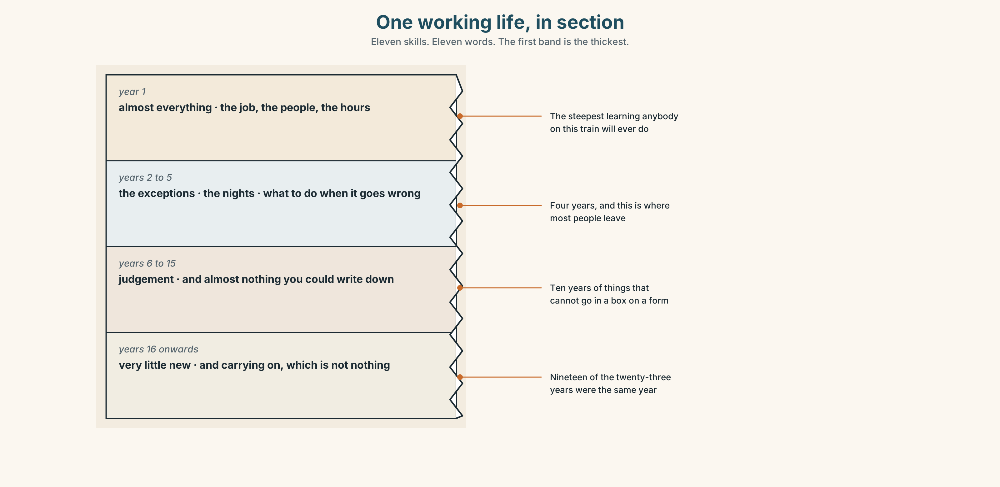 One working life, in section
Eleven skills. Eleven words. The first band is the thickest.
year 1
almost everything · the job, the people, the hours
The steepest learning anybody
on this train will ever do
years 2 to 5
the exceptions · the nights · what to do when it goes wrong
Four years, and this is where
most people leave
years 6 to 15
judgement · and almost nothing you could write down
Ten years of things that
cannot go in a box on a form
years 16 onwards
very little new · and carrying on, which is not nothing
Nineteen of the twenty-three
years were the same year